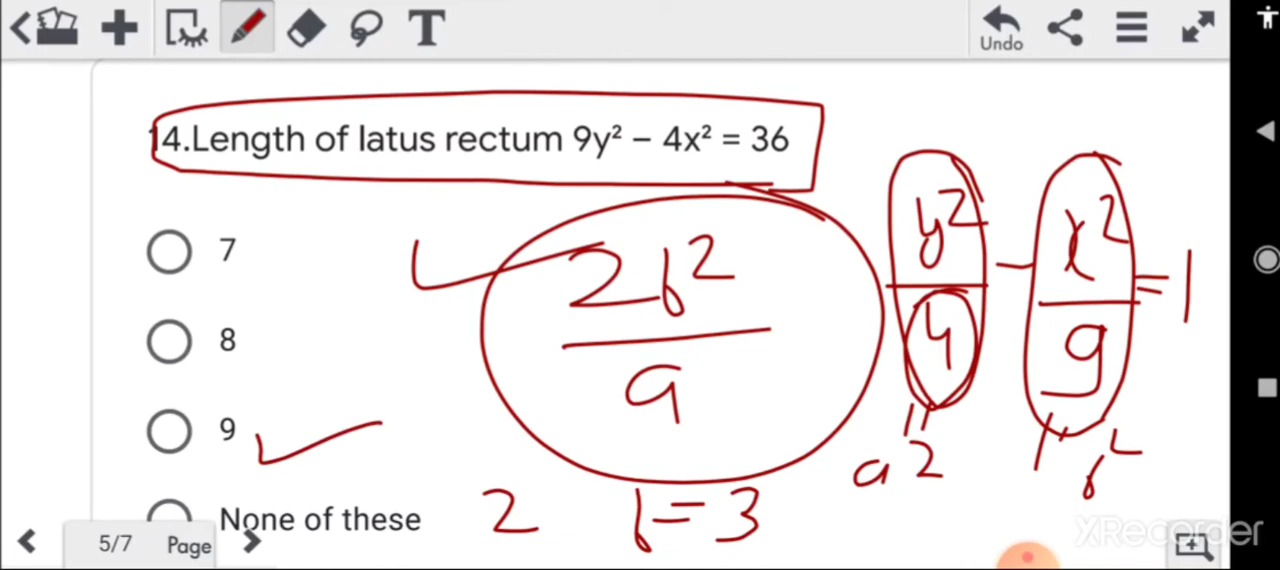 Undo
14.Length of latus rectum 9y² − 4x² = 36
7
8
9
None of these
2b²
a
y²
4
a²
− x²
9
b²
= 1
2
b = 3
5/7 Page
XRecorder